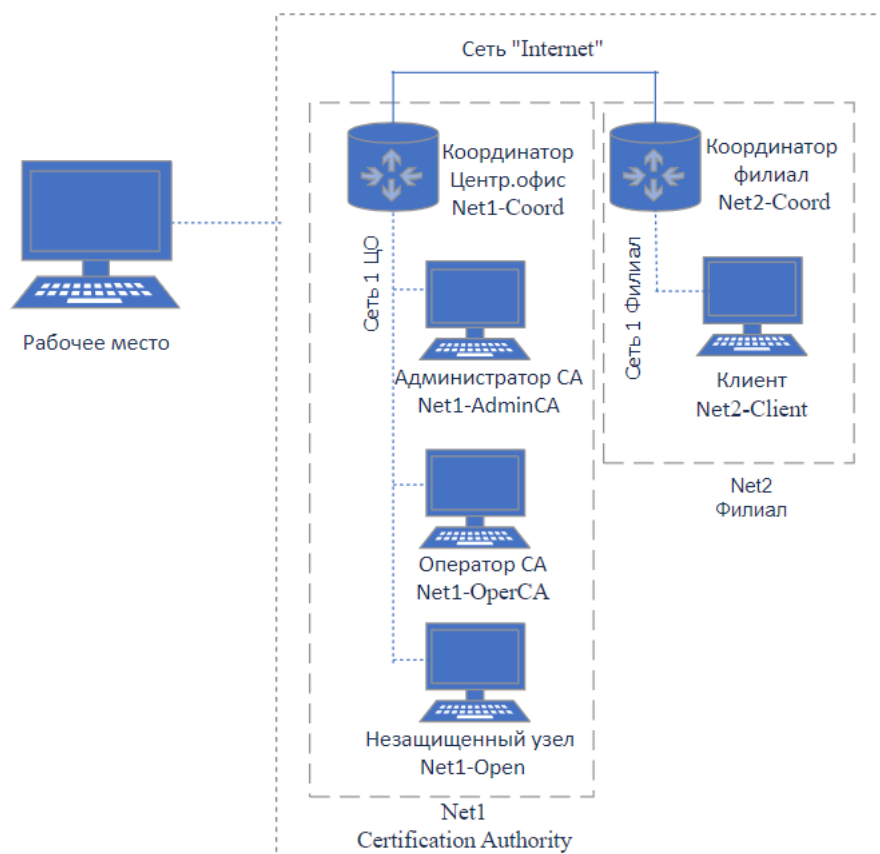 Сеть "Internet"
Координатор
Центр.офис
Net1-Coord
Координатор
филиал
Net2-Coord
Сеть 1 ЦО
Сеть 1 Филиал
Рабочее место
Администратор CA
Net1-AdminCA
Клиент
Net2-Client
Net2
Филиал
Оператор CA
Net1-OperCA
Незащищенный узел
Net1-Open
Net1
Certification Authority